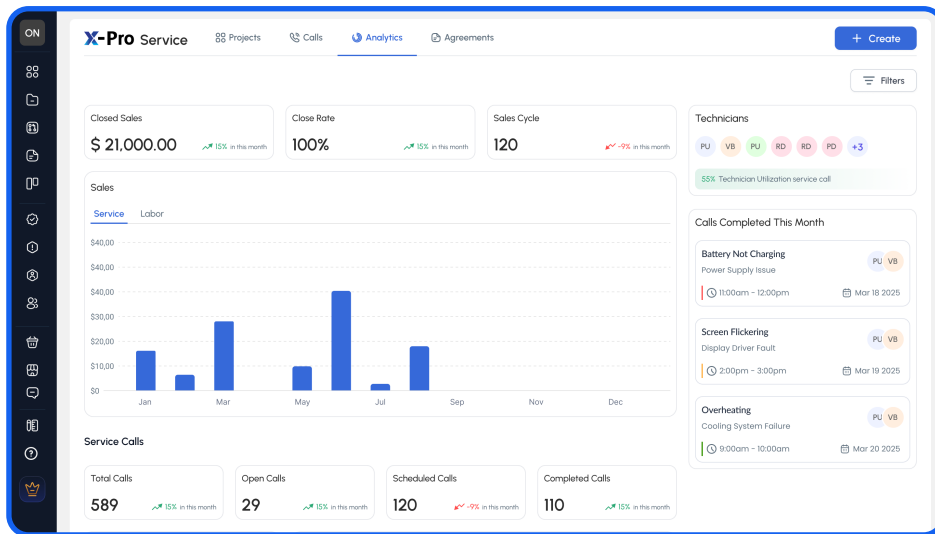 ON
X-Pro Service
Projects
Calls
Analytics
Agreements
+ Create
Filters
Closed Sales
$ 21,000.00
15% in this month
Close Rate
100%
15% in this month
Sales Cycle
120
-9% in this month
Technicians
PU VB PU RD RD PD +3
55% Technician Utilization service call
Sales
Service Labor
$40,00
$40,00
$40,00
$30,00
$20,00
$10,00
$0
Jan Mar May Jul Sep Nov Dec
Calls Completed This Month
Battery Not Charging
Power Supply Issue
PU VB
11:00am - 12:00pm
Mar 18 2025
Screen Flickering
Display Driver Fault
PU VB
2:00pm - 3:00pm
Mar 19 2025
Overheating
Cooling System Failure
PU VB
9:00am - 10:00am
Mar 20 2025
Service Calls
Total Calls
589
15% in this month
Open Calls
29
15% in this month
Scheduled Calls
120
-9% in this month
Completed Calls
110
15% in this month